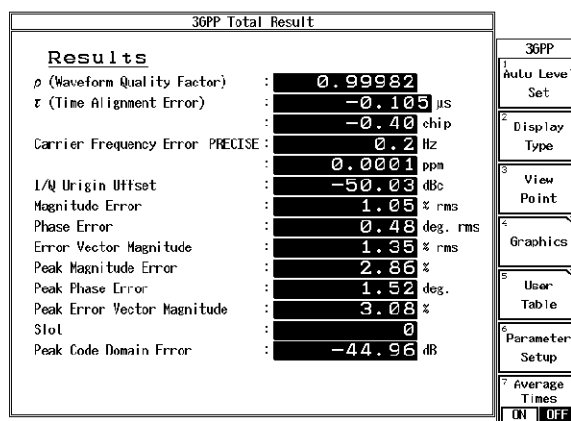 3GPP Total Result
Results
ρ (Waveform Quality Factor) : 0.99982
τ (Time Alignment Error) : -0.105 µs
: -0.40 chip
Carrier Frequency Error PRECISE : 0.2 Hz
: 0.0001 ppm
I/Q Origin Offset : -50.03 dBc
Magnitude Error : 1.05 % rms
Phase Error : 0.48 deg. rms
Error Vector Magnitude : 1.35 % rms
Peak Magnitude Error : 2.86 %
Peak Phase Error : 1.52 deg.
Peak Error Vector Magnitude : 3.08 %
Slot : 0
Peak Code Domain Error : -44.96 dB
3GPP
1
Auto Level
Set
2
Display
Type
3
View
Point
4
Graphics
5
User
Table
6
Parameter
Setup
7
Average
Times
ON OFF